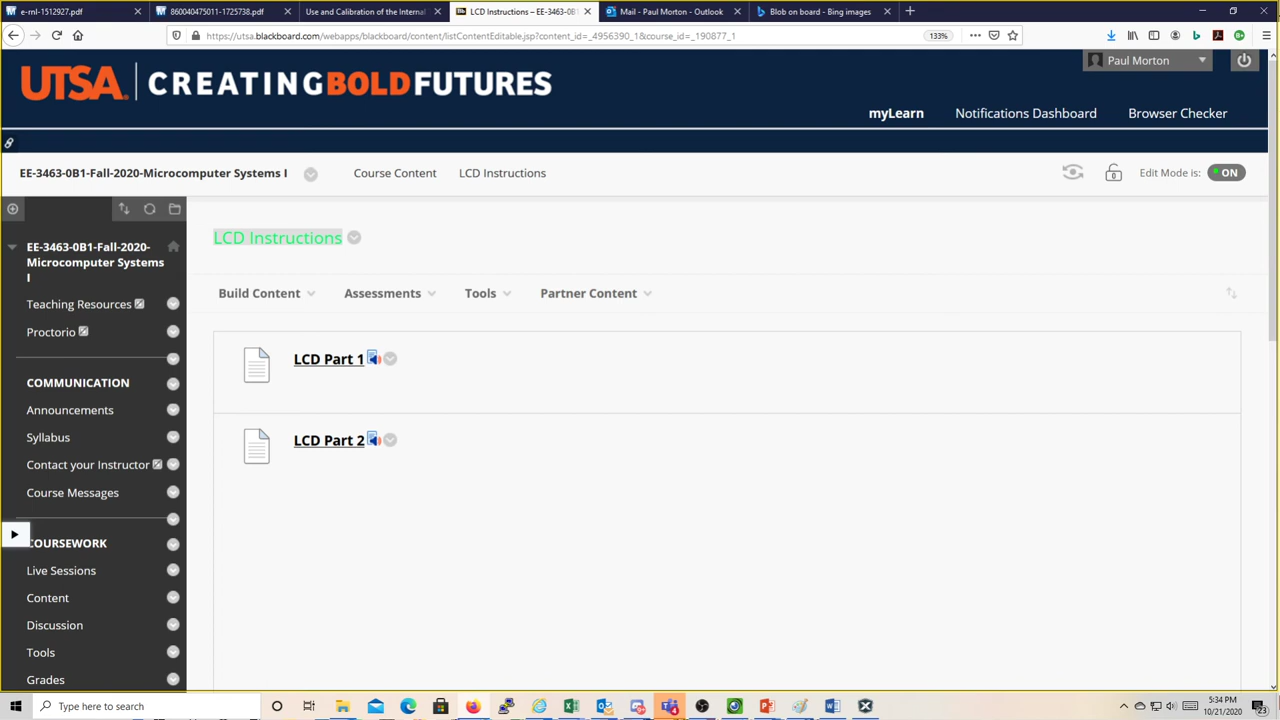 e-rnl-1512927.pdf
860040475011-1725738.pdf
Use and Calibration of the Internal
LCD Instructions – EE-3463-0B1
Mail - Paul Morton - Outlook
Blob on board - Bing images
https://utsa.blackboard.com/webapps/blackboard/content/listContentEditable.jsp?content_id=_4956390_1&course_id=_190877_1
133%
Paul Morton
UTSA. CREATINGBOLDFUTURES
myLearn
Notifications Dashboard
Browser Checker
EE-3463-0B1-Fall-2020-Microcomputer Systems I
Course Content
LCD Instructions
Edit Mode is:
ON
EE-3463-0B1-Fall-2020-
Microcomputer Systems
I
Teaching Resources
Proctorio
COMMUNICATION
Announcements
Syllabus
Contact your Instructor
Course Messages
COURSEWORK
Live Sessions
Content
Discussion
Tools
Grades
LCD Instructions
Build Content
Assessments
Tools
Partner Content
LCD Part 1
LCD Part 2
Type here to search
5:34 PM
10/21/2020
23